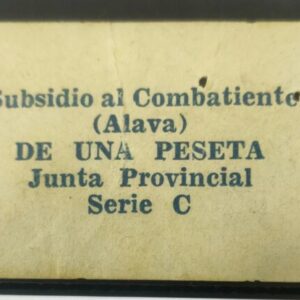 Subsidio al Combatiente
(Alava)
DE UNA PESETA
Junta Provincial
Serie C